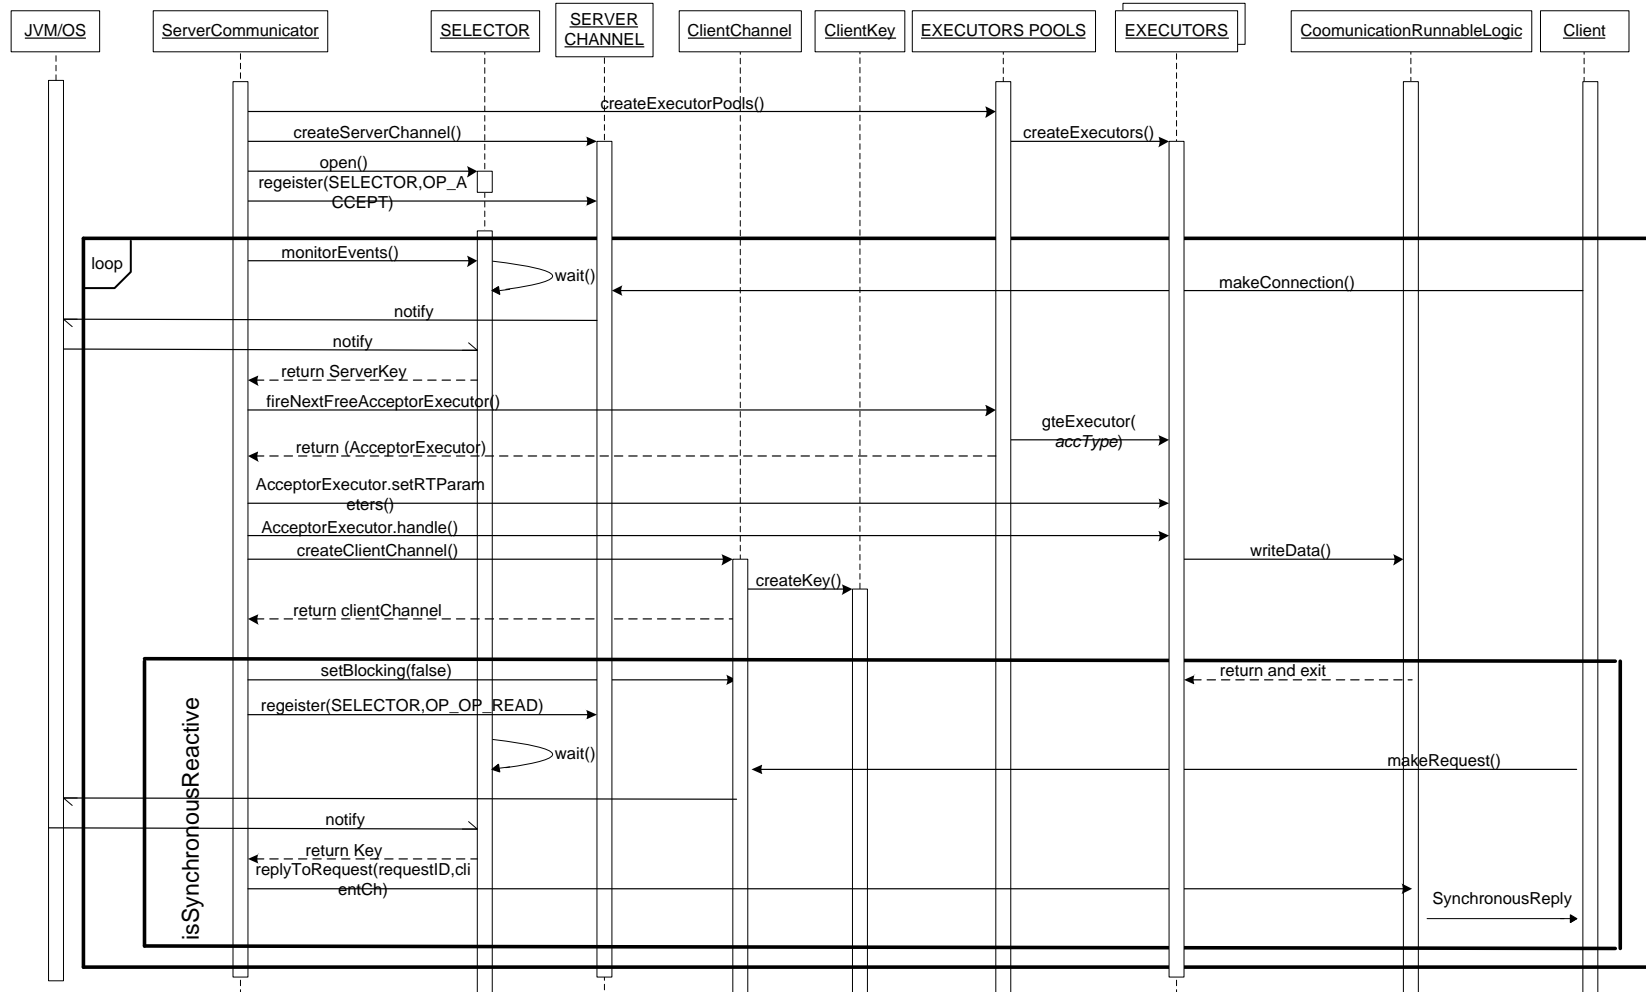 JVM/OS
ServerCommunicator
SELECTOR
SERVER
CHANNEL
ClientChannel
ClientKey
EXECUTORS POOLS
EXECUTORS
CoomunicationRunnableLogic
Client
createExecutorPools()
createServerChannel()
createExecutors()
open()
regeister(SELECTOR,OP_A
CCEPT)
loop
monitorEvents()
wait()
makeConnection()
notify
notify
return ServerKey
fireNextFreeAcceptorExecutor()
gteExecutor(
accType)
return (AcceptorExecutor)
AcceptorExecutor.setRTParam
eters()
AcceptorExecutor.handle()
createClientChannel()
writeData()
createKey()
return clientChannel
isSynchronousReactive
setBlocking(false)
return and exit
regeister(SELECTOR,OP_OP_READ)
wait()
makeRequest()
notify
return Key
replyToRequest(requestID,cli
entCh)
SynchronousReply